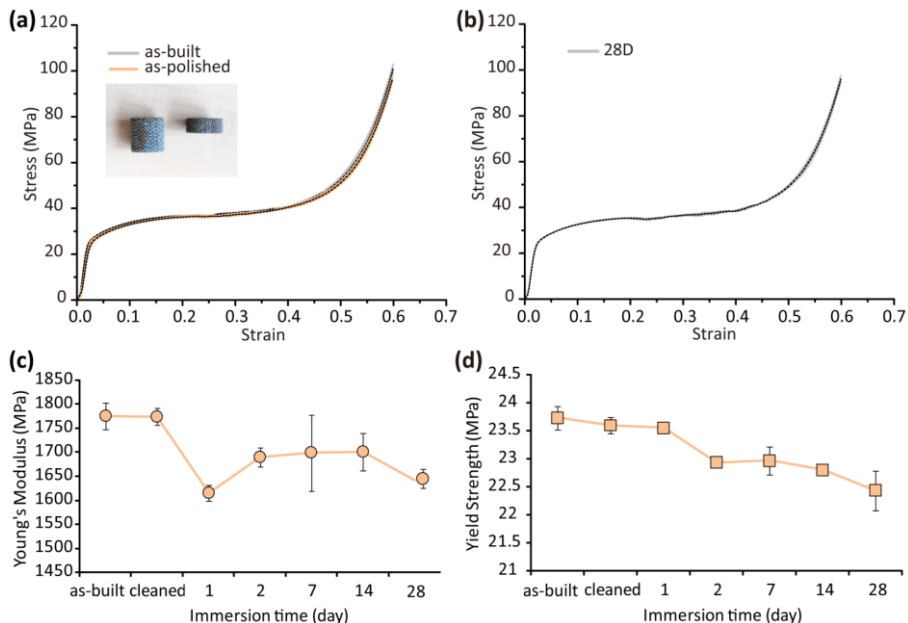 (a)
120
100
80
60
40
20
0
Stress (MPa)
as-built
as-polished
0.0 0.1 0.2 0.3 0.4 0.5 0.6 0.7
Strain
(b)
120
100
80
60
40
20
0
Stress (MPa)
28D
0.0 0.1 0.2 0.3 0.4 0.5 0.6 0.7
Strain
(c)
1850
1800
1750
1700
1650
1600
1550
1500
1450
Young's Modulus (MPa)
as-built cleaned 1 2 7 14 28
Immersion time (day)
(d)
24.5
24
23.5
23
22.5
22
21.5
21
Yield Strength (MPa)
as-built cleaned 1 2 7 14 28
Immersion time (day)